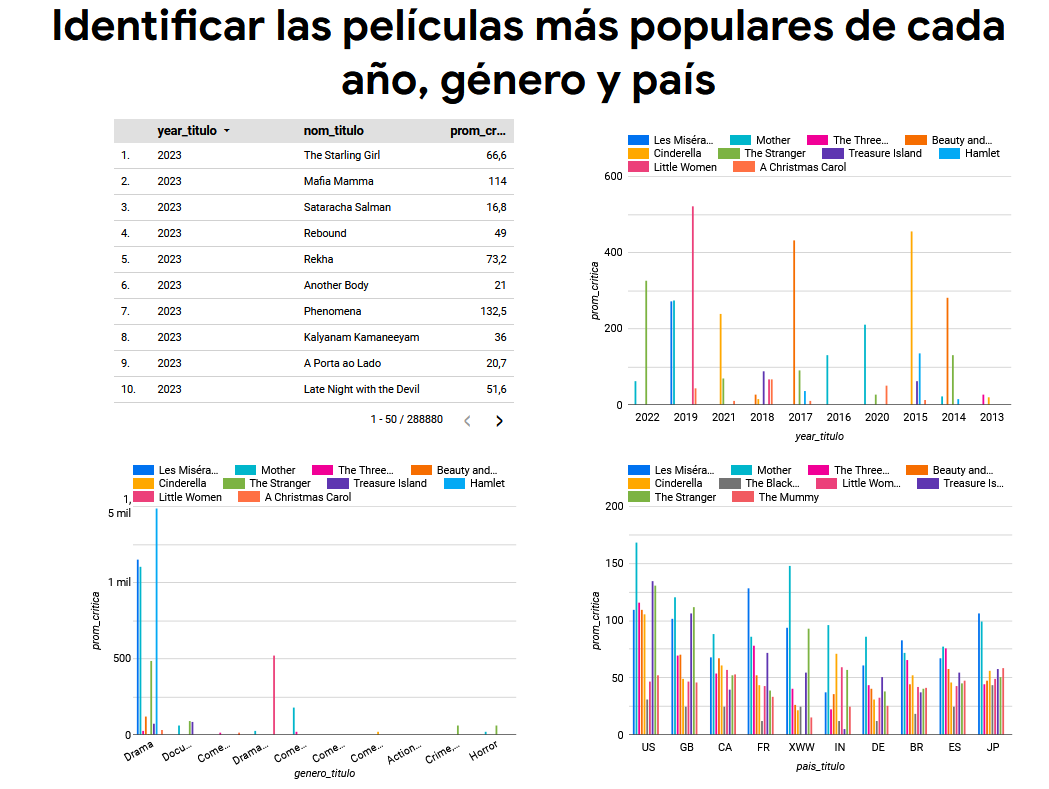 Identificar las películas más populares de cada
año, género y país
year_titulo nom_titulo prom_cr...
1. 2023 The Starling Girl 66,6
2. 2023 Mafia Mamma 114
3. 2023 Sataracha Salman 16,8
4. 2023 Rebound 49
5. 2023 Rekha 73,2
6. 2023 Another Body 21
7. 2023 Phenomena 132,5
8. 2023 Kalyanam Kamaneeyam 36
9. 2023 A Porta ao Lado 20,7
10. 2023 Late Night with the Devil 51,6
1 - 50 / 288880
Les Miséra... Mother The Three... Beauty and...
Cinderella The Stranger Treasure Island Hamlet
Little Women A Christmas Carol
600
400
200
0
prom_critica
2022 2019 2021 2018 2017 2016 2020 2015 2014 2013
year_titulo
Les Miséra... Mother The Three... Beauty and...
Cinderella The Stranger Treasure Island Hamlet
Little Women A Christmas Carol
1,
5 mil
1 mil
500
0
prom_critica
Drama Docu... Come... Drama... Come... Come... Come... Action... Crime,... Horror
genero_titulo
Les Miséra... Mother The Three... Beauty and...
Cinderella The Black... Little Wom... Treasure Is...
The Stranger The Mummy
200
150
100
50
0
prom_critica
US GB CA FR XWW IN DE BR ES JP
pais_titulo